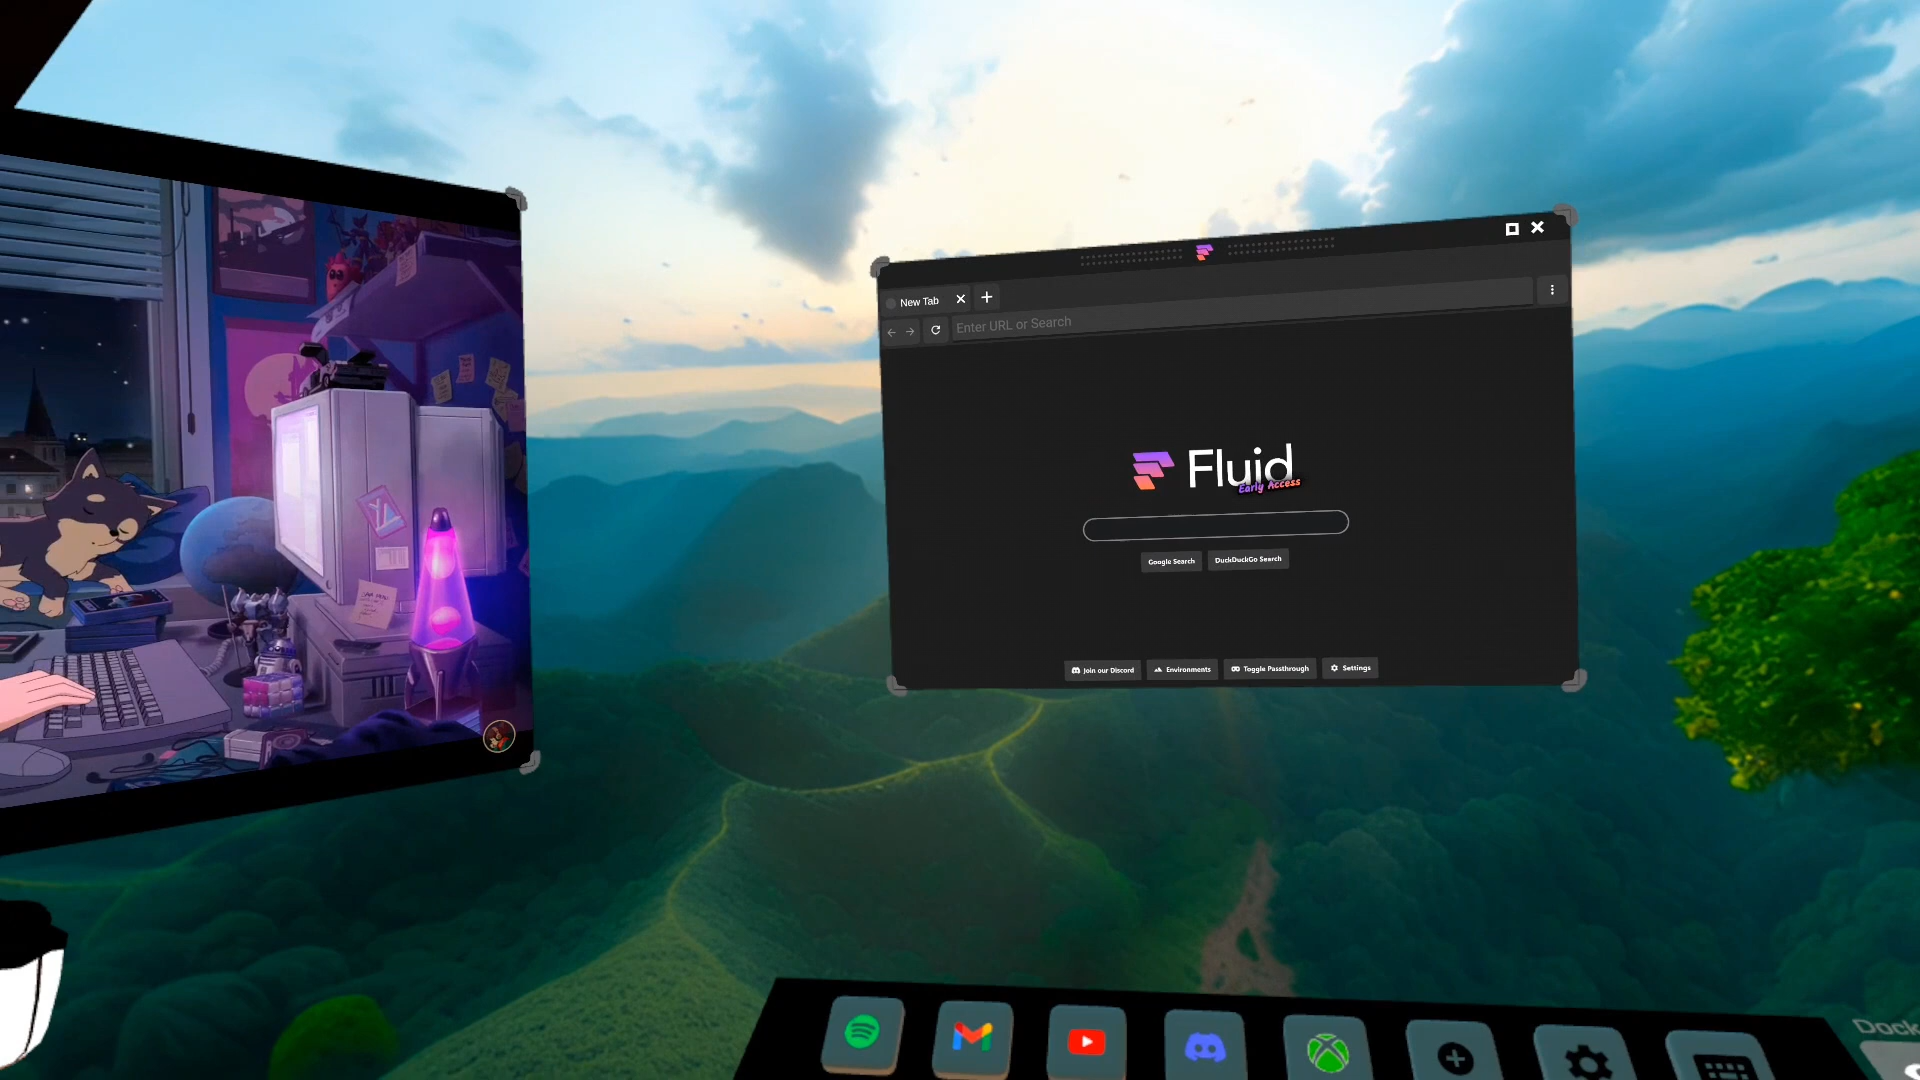 New Tab
Enter URL or Search
Fluid
Early Access
Google Search
DuckDuckGo Search
Join our Discord
Environments
Toggle Passthrough
Settings
Dock